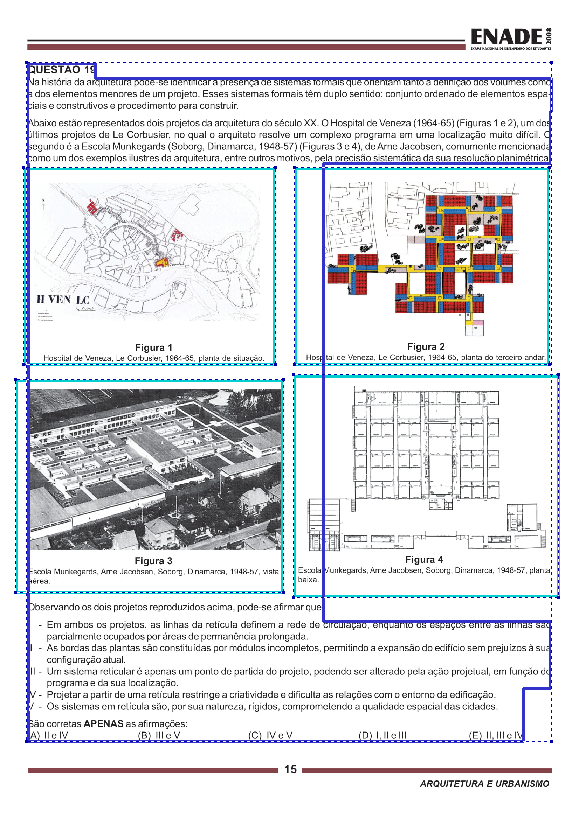 ENADE 2008
EXAME NACIONAL DE DESEMPENHO DOS ESTUDANTES
QUESTÃO 19
Na história da arquitetura pode-se identificar a presença de sistemas formais que orientam tanto a definição dos volumes como
a dos elementos menores de um projeto. Esses sistemas formais têm duplo sentido: conjunto ordenado de elementos espa-
ciais e construtivos e procedimento para construir.
Abaixo estão representados dois projetos da arquitetura do século XX. O Hospital de Veneza (1964-65) (Figuras 1 e 2), um dos
últimos projetos de Le Corbusier, no qual o arquiteto resolve um complexo programa em uma localização muito difícil. O
segundo é a Escola Munkegards (Soborg, Dinamarca, 1948-57) (Figuras 3 e 4), de Arne Jacobsen, comumente mencionada
como um dos exemplos ilustres da arquitetura, entre outros motivos, pela precisão sistemática da sua resolução planimétrica.
H VEN LC
Figura 1
Hospital de Veneza, Le Corbusier, 1964-65, planta de situação.
Figura 2
Hospital de Veneza, Le Corbusier, 1964-65, planta do terceiro andar.
Figura 3
Escola Munkegards, Arne Jacobsen, Soborg, Dinamarca, 1948-57, vista
aérea.
Figura 4
Escola Munkegards, Arne Jacobsen, Soborg, Dinamarca, 1948-57, planta
baixa.
Observando os dois projetos reproduzidos acima, pode-se afirmar que
I - Em ambos os projetos, as linhas da retícula definem a rede de circulação, enquanto os espaços entre as linhas são
parcialmente ocupados por áreas de permanência prolongada.
II - As bordas das plantas são constituídas por módulos incompletos, permitindo a expansão do edifício sem prejuízos à sua
configuração atual.
III - Um sistema reticular é apenas um ponto de partida do projeto, podendo ser alterado pela ação projetual, em função do
programa e da sua localização.
IV - Projetar a partir de uma retícula restringe a criatividade e dificulta as relações com o entorno da edificação.
V - Os sistemas em retícula são, por sua natureza, rígidos, comprometendo a qualidade espacial das cidades.
São corretas APENAS as afirmações:
(A) II e IV (B) III e V (C) IV e V (D) I, II e III (E) II, III e IV
15
ARQUITETURA E URBANISMO